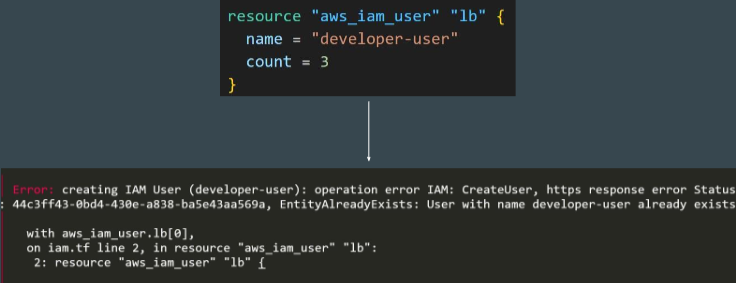 resource "aws_iam_user" "lb" {
name = "developer-user"
count = 3
}
Error: creating IAM User (developer-user): operation error IAM: CreateUser, https response error Status
: 44c3ff43-0bd4-430e-a838-ba5e43aa569a, EntityAlreadyExists: User with name developer-user already exists
with aws_iam_user.lb[0],
on iam.tf line 2, in resource "aws_iam_user" "lb":
2: resource "aws_iam_user" "lb" {